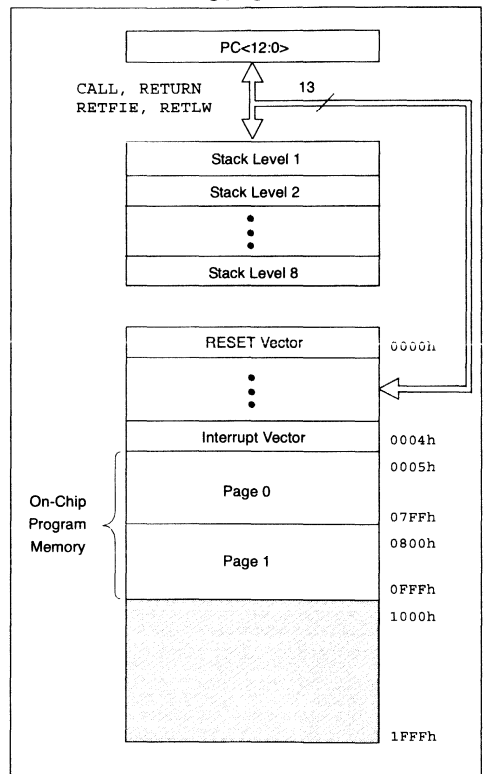 PC<12:0>
CALL, RETURN
RETFIE, RETLW
13
Stack Level 1
Stack Level 2
Stack Level 8
RESET Vector
0000h
Interrupt Vector
0004h
0005h
Page 0
07FFh
On-Chip
Program
Memory
0800h
Page 1
0FFFh
1000h
1FFFh